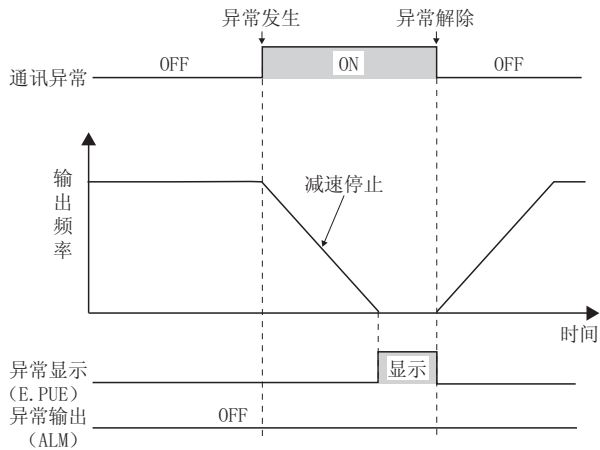 异常发生 异常解除
通讯异常 OFF ON OFF
输出频率
减速停止
时间
异常显示
(E.PUE)
显示
异常输出
(ALM)
OFF